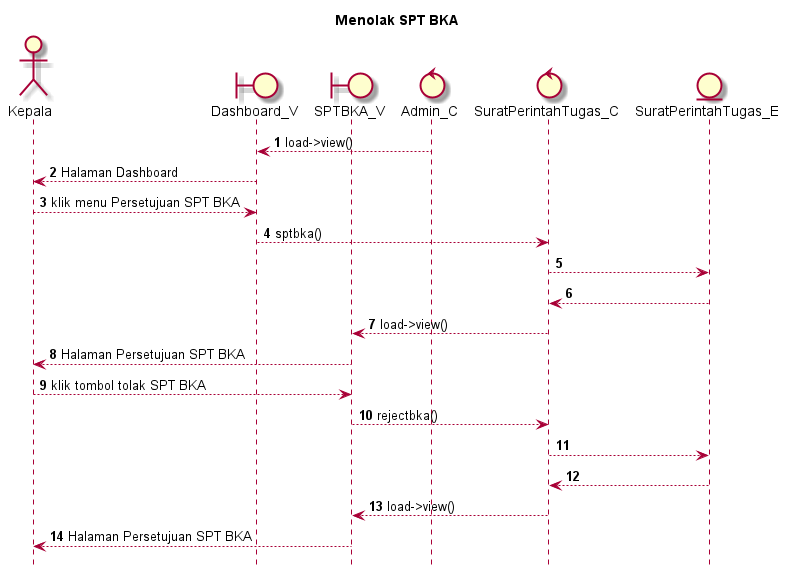 Menolak SPT BKA
Kepala Dashboard_V SPTBKA_V Admin_C SuratPerintahTugas_C SuratPerintahTugas_E
1 load->view()
2 Halaman Dashboard
3 klik menu Persetujuan SPT BKA
4 sptbka()
5
6
7 load->view()
8 Halaman Persetujuan SPT BKA
9 klik tombol tolak SPT BKA
10 rejectbka()
11
12
13 load->view()
14 Halaman Persetujuan SPT BKA